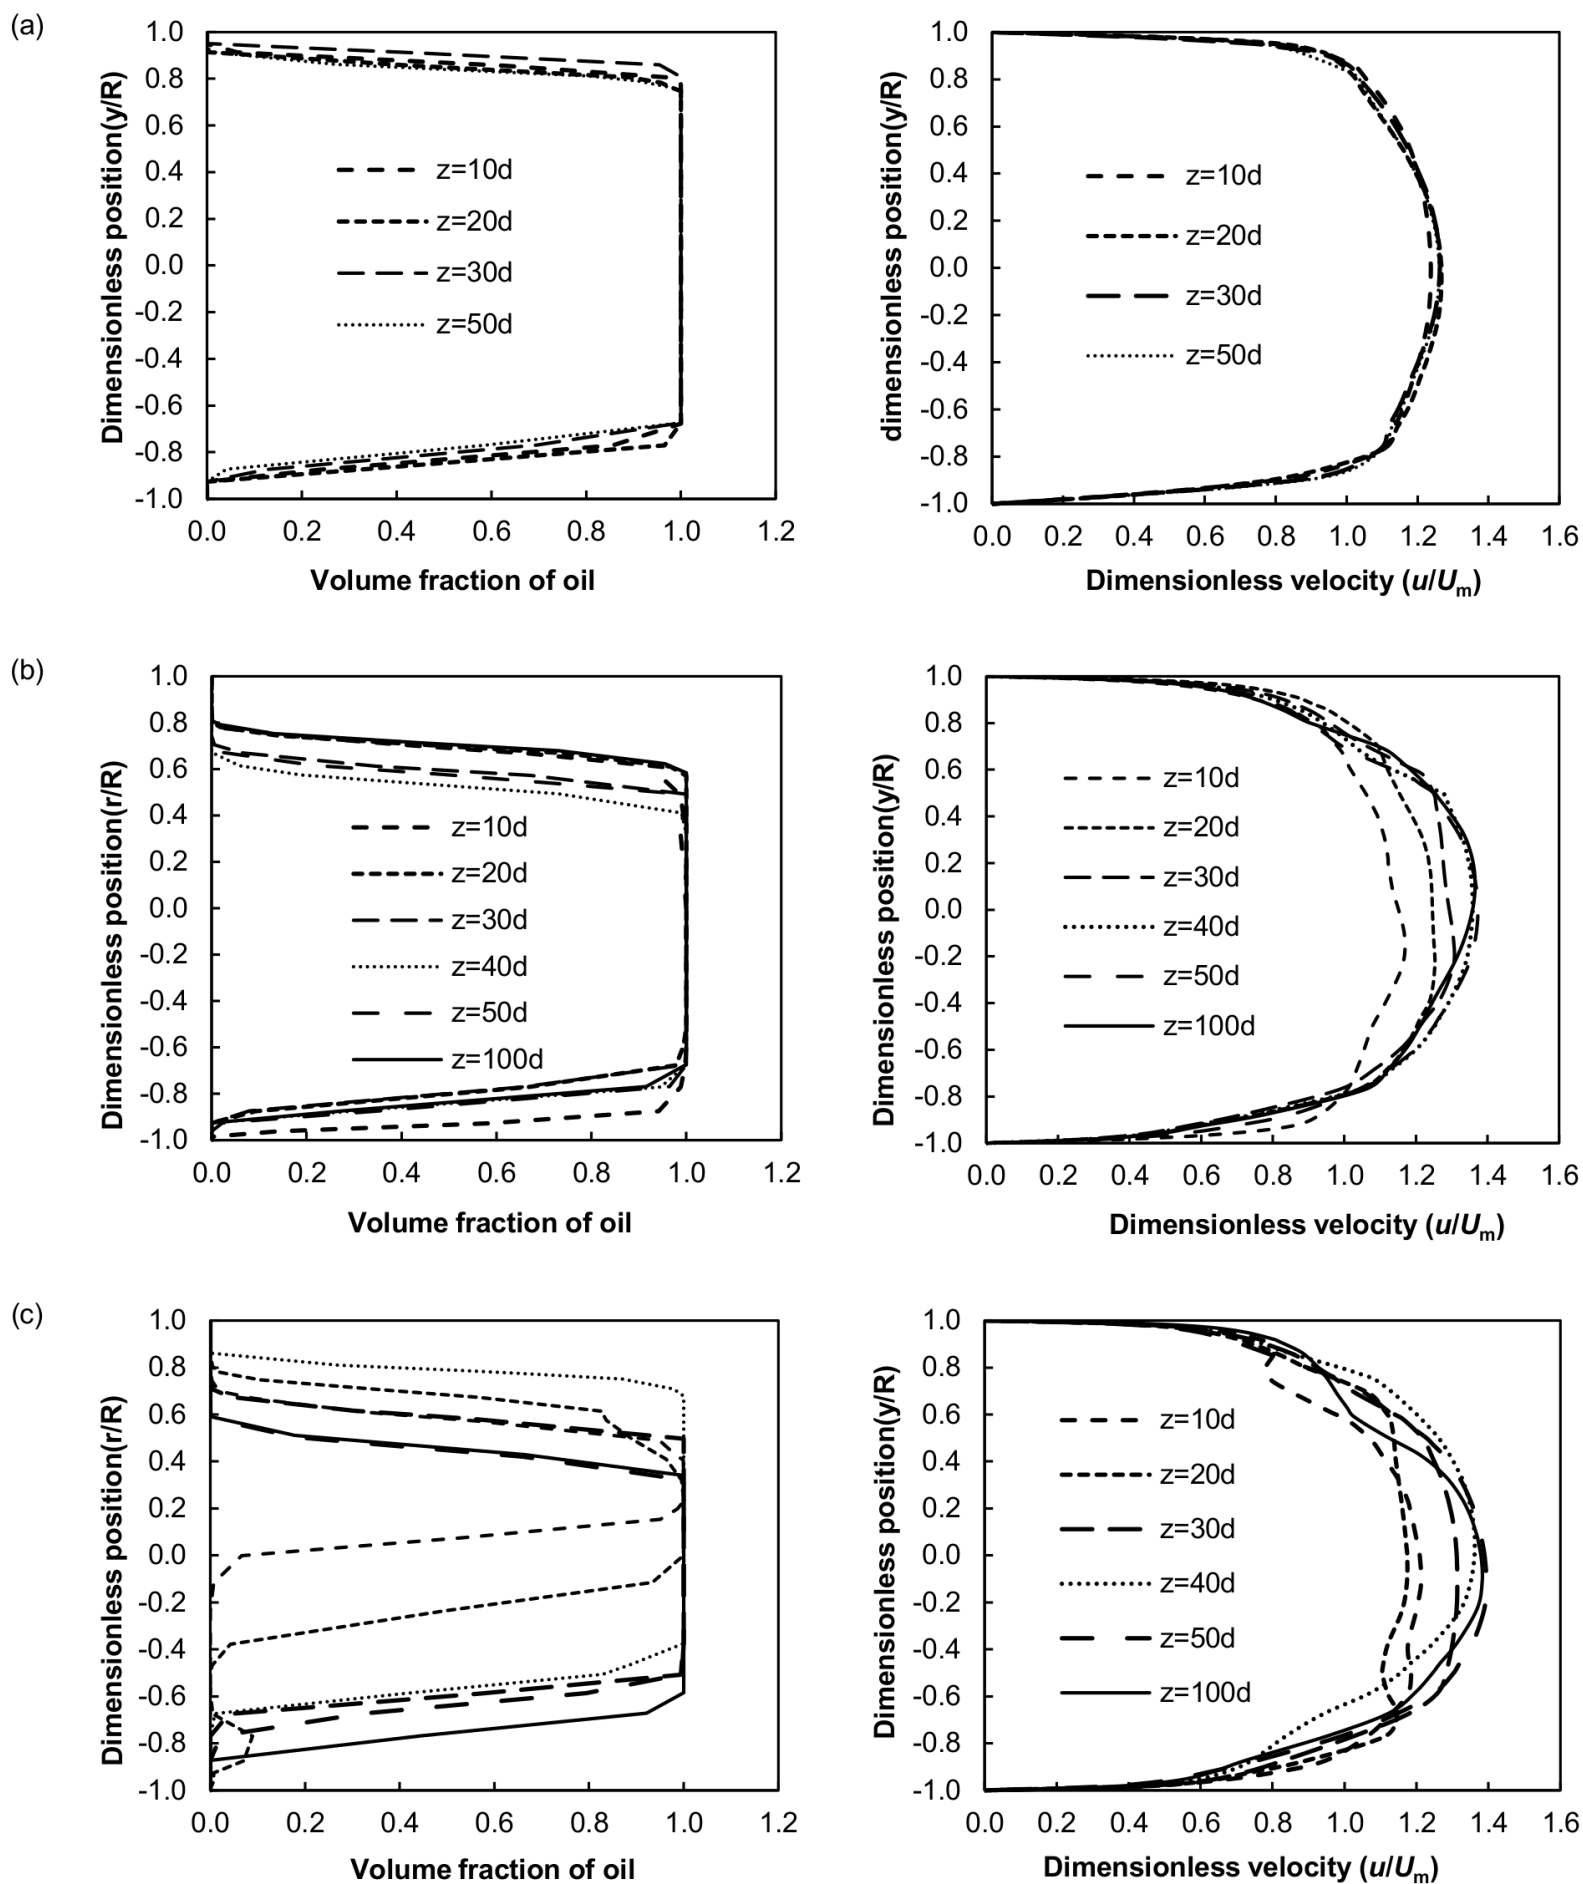 (a)
Dimensionless position(y/R)
1.0
0.8
0.6
0.4
0.2
0.0
-0.2
-0.4
-0.6
-0.8
-1.0
z=10d
z=20d
z=30d
z=50d
0.0 0.2 0.4 0.6 0.8 1.0 1.2
Volume fraction of oil
dimensionless position(y/R)
1.0
0.8
0.6
0.4
0.2
0.0
-0.2
-0.4
-0.6
-0.8
-1.0
z=10d
z=20d
z=30d
z=50d
0.0 0.2 0.4 0.6 0.8 1.0 1.2 1.4 1.6
Dimensionless velocity (u/Um)
(b)
Dimensionless position(r/R)
1.0
0.8
0.6
0.4
0.2
0.0
-0.2
-0.4
-0.6
-0.8
-1.0
z=10d
z=20d
z=30d
z=40d
z=50d
z=100d
0.0 0.2 0.4 0.6 0.8 1.0 1.2
Volume fraction of oil
Dimensionless position(y/R)
1.0
0.8
0.6
0.4
0.2
0.0
-0.2
-0.4
-0.6
-0.8
-1.0
z=10d
z=20d
z=30d
z=40d
z=50d
z=100d
0.0 0.2 0.4 0.6 0.8 1.0 1.2 1.4 1.6
Dimensionless velocity (u/Um)
(c)
Dimensionless position(r/R)
1.0
0.8
0.6
0.4
0.2
0.0
-0.2
-0.4
-0.6
-0.8
-1.0
0.0 0.2 0.4 0.6 0.8 1.0 1.2
Volume fraction of oil
Dimensionless position(y/R)
1.0
0.8
0.6
0.4
0.2
0.0
-0.2
-0.4
-0.6
-0.8
-1.0
z=10d
z=20d
z=30d
z=40d
z=50d
z=100d
0.0 0.2 0.4 0.6 0.8 1.0 1.2 1.4 1.6
Dimensionless velocity (u/Um)